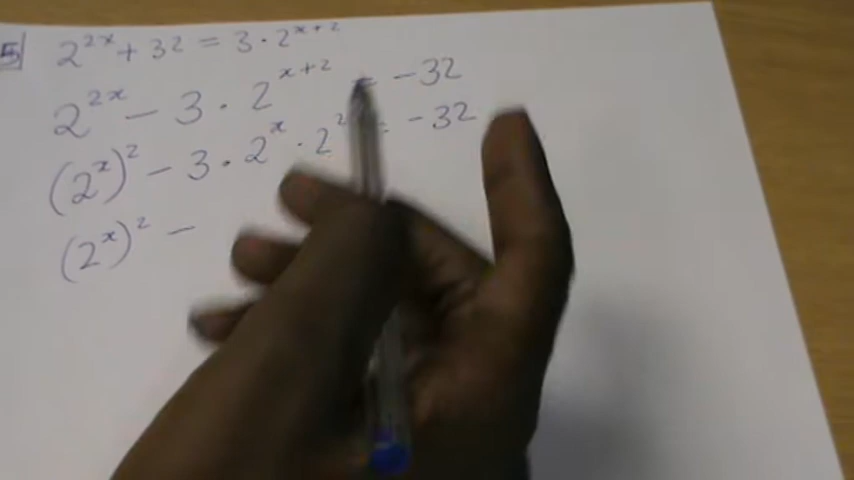 5 2^{2x} + 32 = 3 · 2^{x+2}
2^{2x} - 3 · 2^{x+2} = -32
(2^x)^2 - 3 · 2^x · 2^2 = -32
(2^x)^2 -